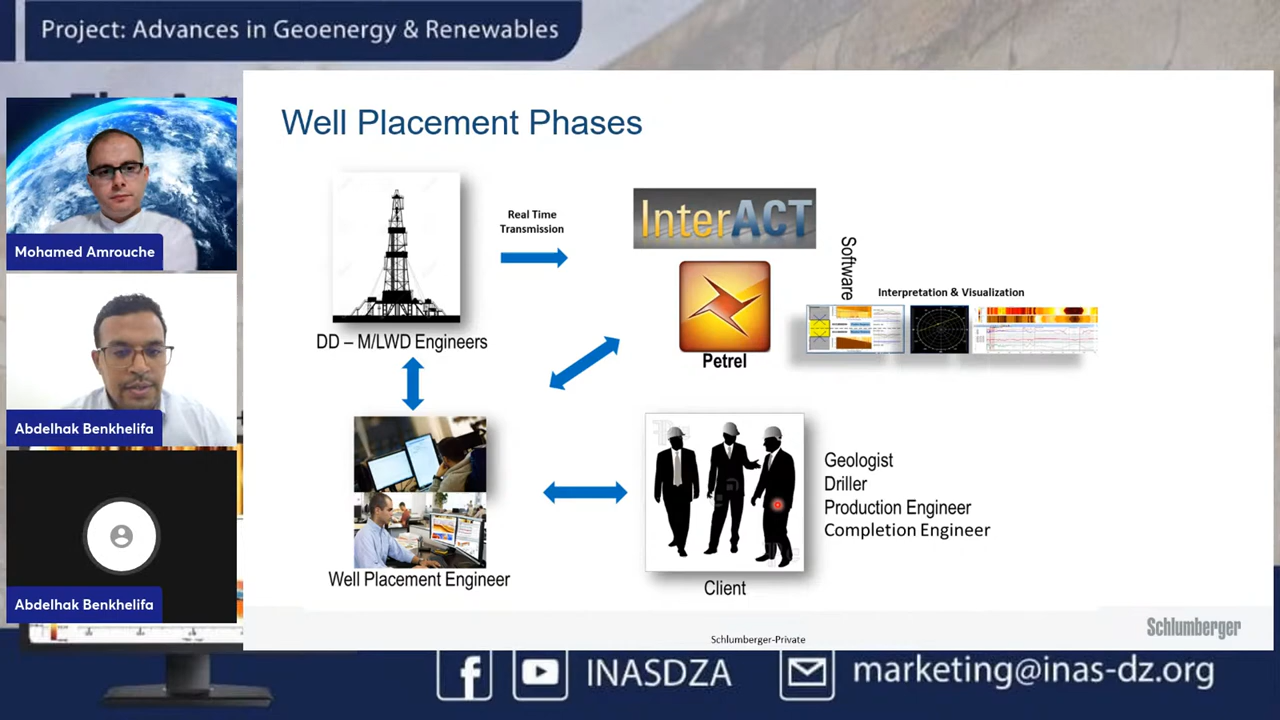 Project: Advances in Geoenergy & Renewables
Mohamed Amrouche
Abdelhak Benkhelifa
Abdelhak Benkhelifa
Well Placement Phases
Real Time
Transmission
InterACT
Software
Interpretation & Visualization
DD – M/LWD Engineers
Petrel
Well Placement Engineer
Client
Geologist
Driller
Production Engineer
Completion Engineer
Schlumberger
Schlumberger-Private
INASDZA
marketing@inas-dz.org